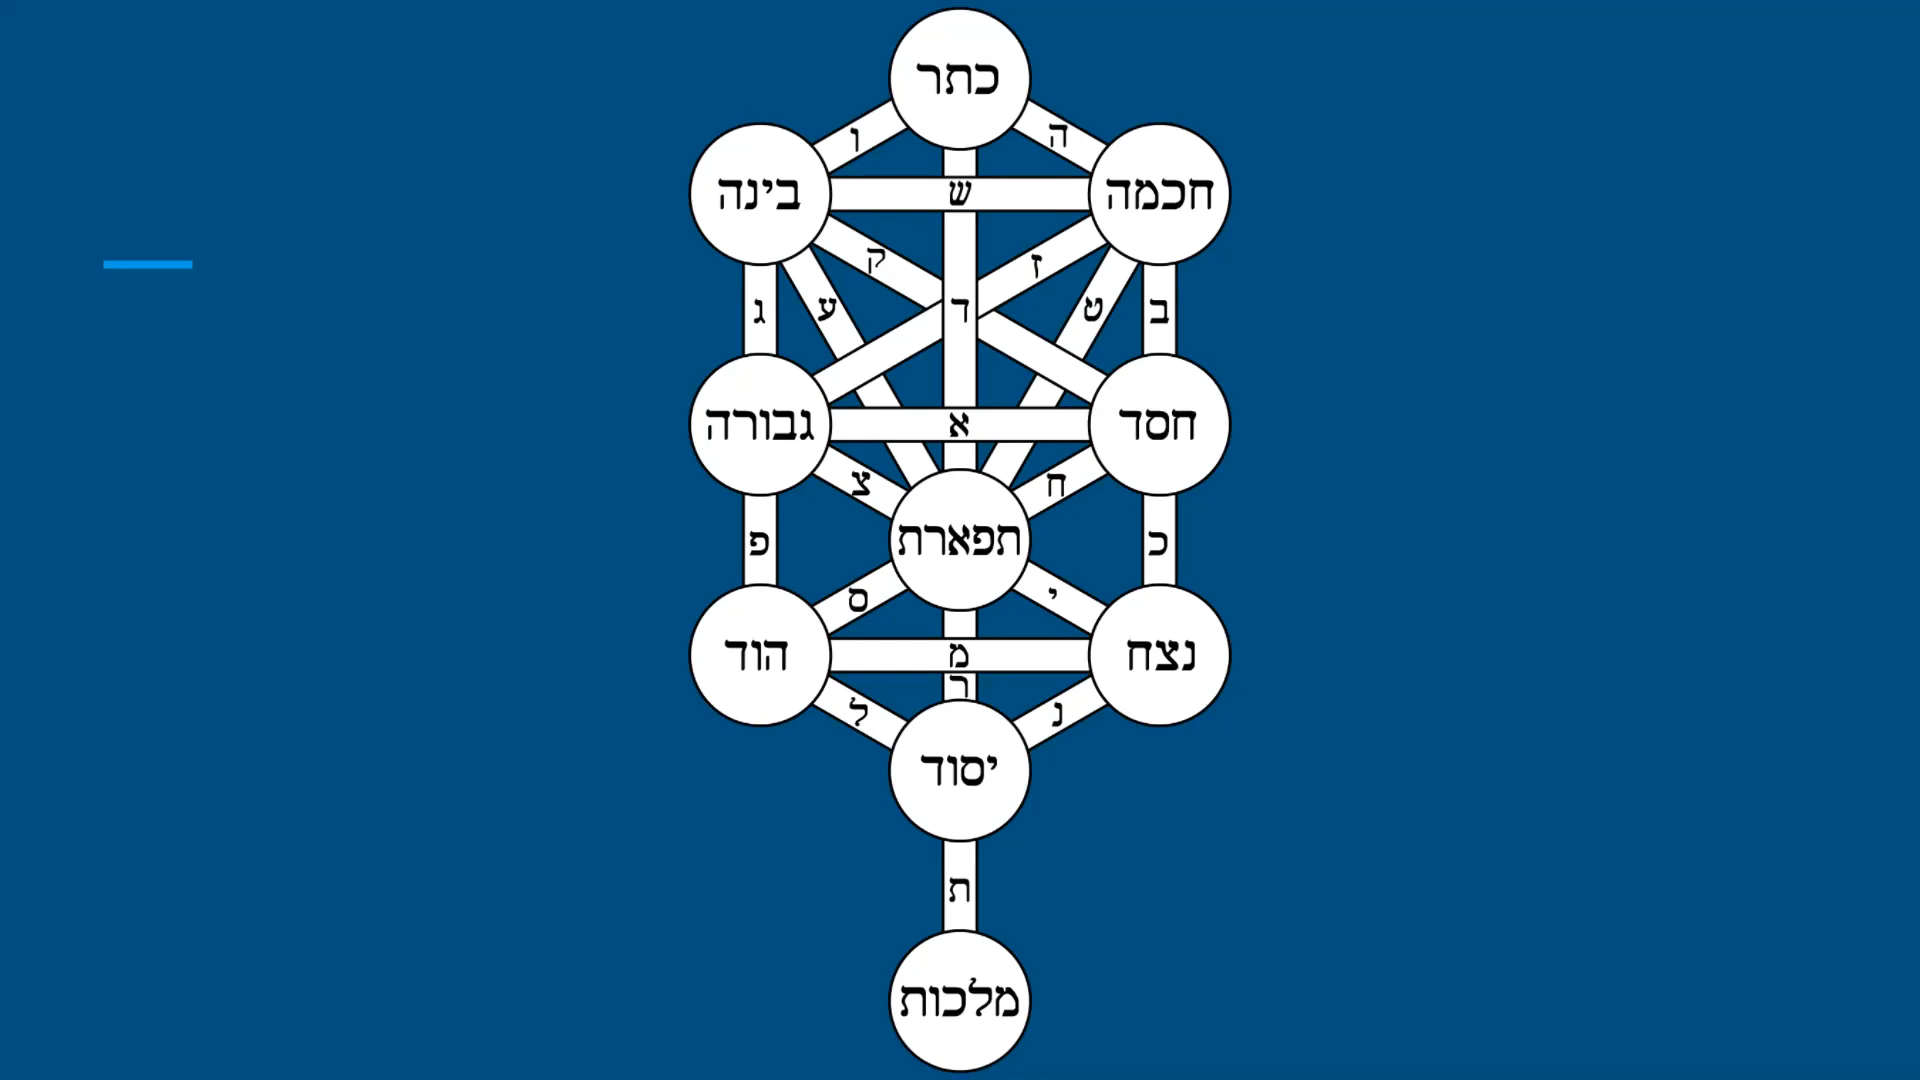 כתר
ה
ו
חכמה
ש
בינה
ז
ק
ב
ט
ד
ע
ג
חסד
א
גבורה
ח
צ
כ
תפארת
פ
י
ס
נצח
מ
הוד
ר
נ
ל
יסוד
ת
מלכות